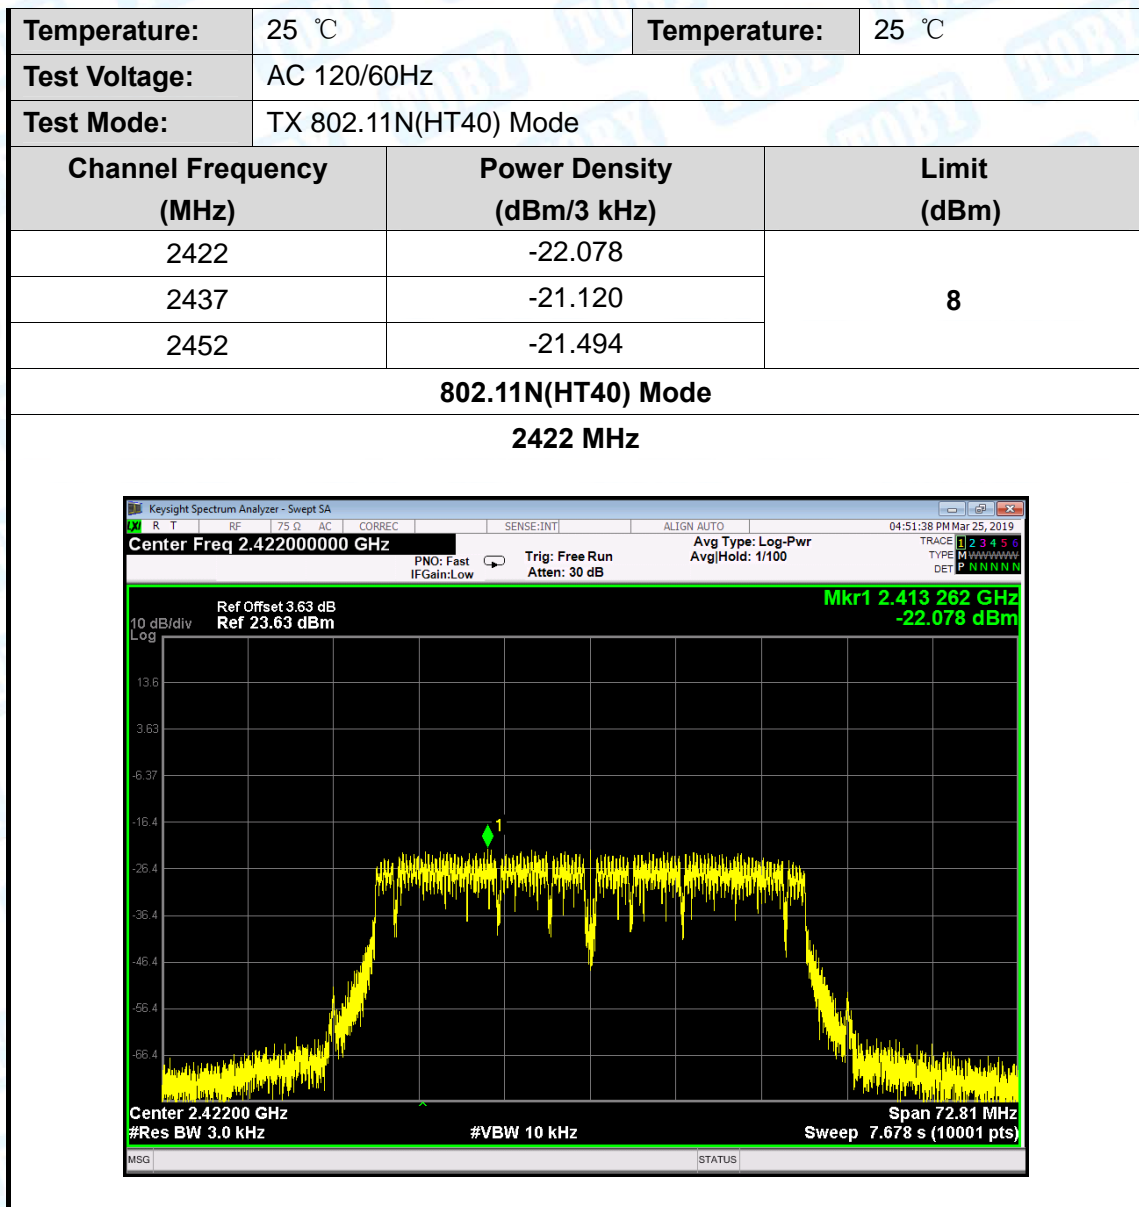 Temperature: 25 ℃ Temperature: 25 ℃
Test Voltage: AC 120/60Hz
Test Mode: TX 802.11N(HT40) Mode
Channel Frequency (MHz) Power Density (dBm/3 kHz) Limit (dBm)
2422 -22.078
2437 -21.120 8
2452 -21.494
802.11N(HT40) Mode
2422 MHz
Keysight Spectrum Analyzer - Swept SA
LXI R T RF 75 Ω AC CORREC SENSE:INT ALIGN AUTO 04:51:38 PM Mar 25, 2019
Center Freq 2.422000000 GHz Avg Type: Log-Pwr TRACE 1 2 3 4 5 6
PNO: Fast Trig: Free Run Avg|Hold: 1/100 TYPE M WWWWW
IFGain:Low Atten: 30 dB DET P N N N N N
Mkr1 2.413 262 GHz
Ref Offset 3.63 dB -22.078 dBm
10 dB/div Ref 23.63 dBm
Log
13.6
3.63
-6.37
-16.4
1
-26.4
-36.4
-46.4
-56.4
-66.4
Center 2.42200 GHz Span 72.81 MHz
#Res BW 3.0 kHz #VBW 10 kHz Sweep 7.678 s (10001 pts)
MSG STATUS
TOBY